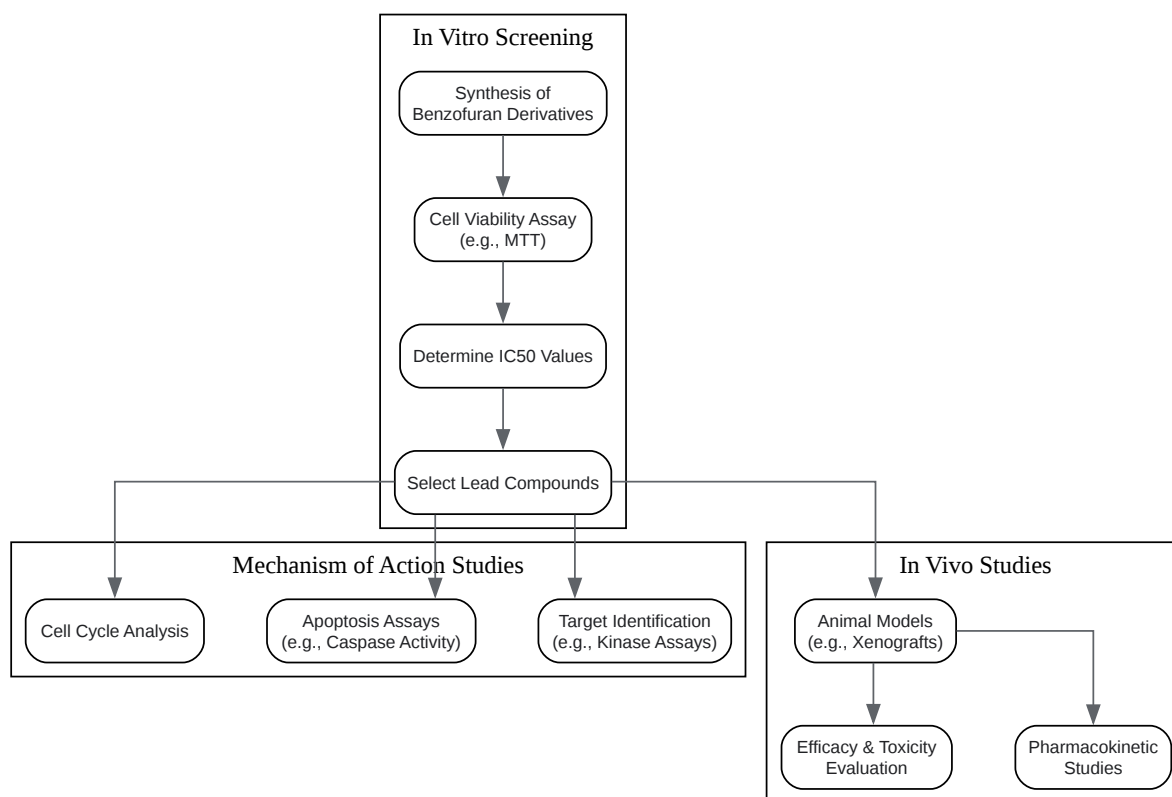 In Vitro Screening
Synthesis of
Benzofuran Derivatives
Cell Viability Assay
(e.g., MTT)
Determine IC50 Values
Select Lead Compounds
Mechanism of Action Studies
Cell Cycle Analysis
Apoptosis Assays
(e.g., Caspase Activity)
Target Identification
(e.g., Kinase Assays)
In Vivo Studies
Animal Models
(e.g., Xenografts)
Efficacy & Toxicity
Evaluation
Pharmacokinetic
Studies